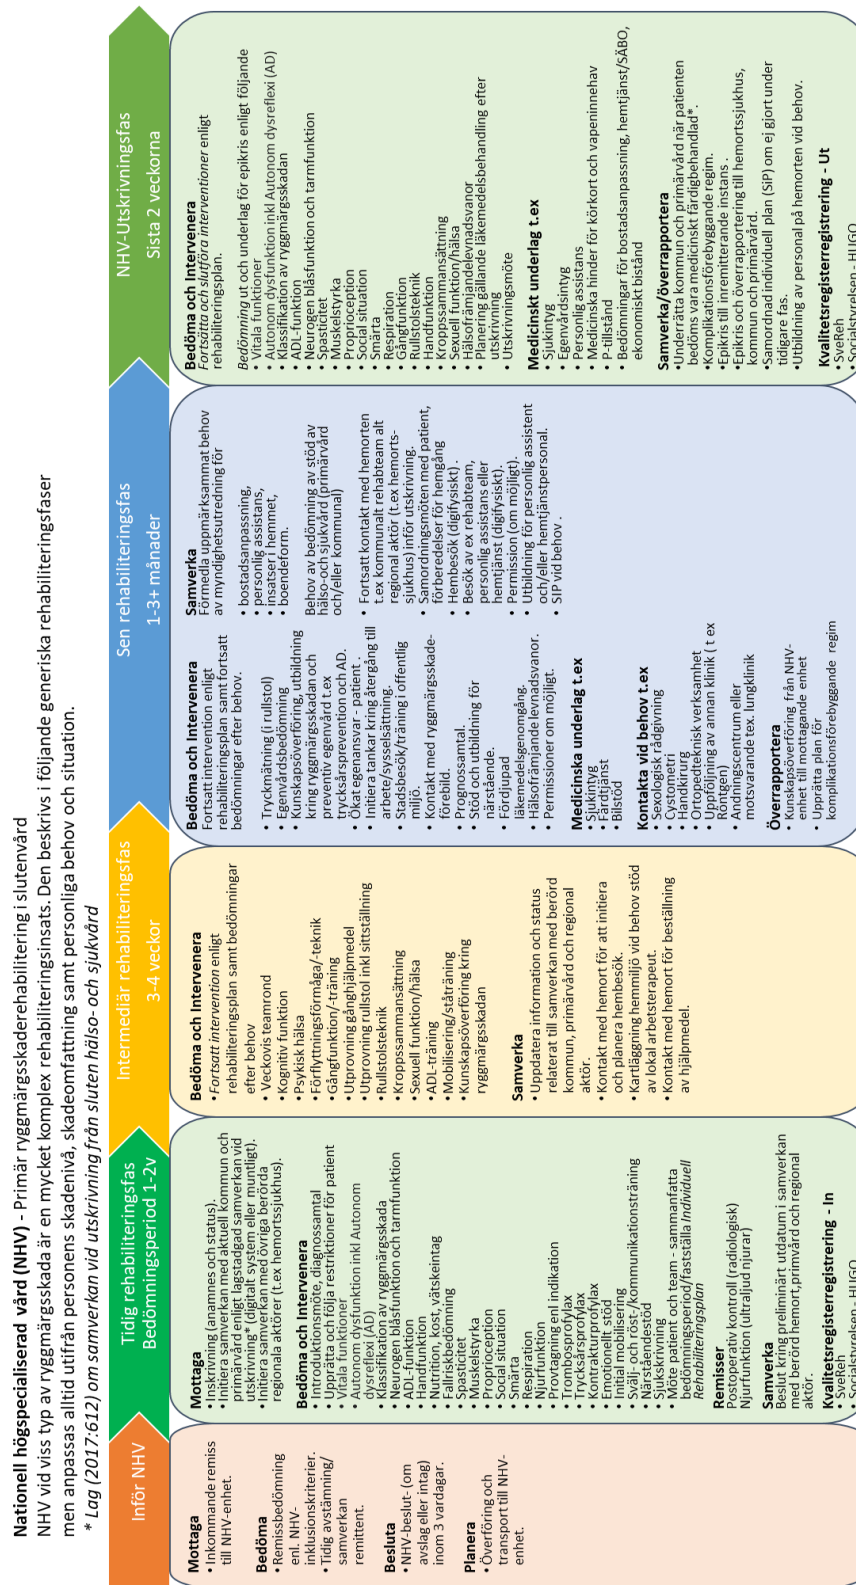 Nationell högspecialiserad vård (NHV) - Primär ryggmärgsskaderehabilitering i slutenvård
NHV vid viss typ av ryggmärgsskada är en mycket komplex rehabiliteringsinsats. Den beskrivs i följande generiska rehabiliteringsfaser
men anpassas alltid utifrån personens skadenivå, skadeomfattning samt personliga behov och situation.
* Lag (2017:612) om samverkan vid utskrivning från sluten hälso- och sjukvård
Inför NHV
Mottaga
• Inkommande remiss
till NHV-enhet.
Bedöma
• Remissbedömning
enl. NHV-
inklusionskriterier.
• Tidig avstämning/
samverkan
remittent.
Besluta
• NHV-beslut- (om
avslag eller intag)
inom 3 vardagar.
Planera
• Överföring och
transport till NHV-
enhet.
Tidig rehabiliteringsfas
Bedömningsperiod 1-2v
Mottaga
• Inskrivning (anamnes och status).
• Initiera samverkan med aktuell kommun och
primärvård enligt lagstadgad samverkan vid
utskrivning* (digitalt system eller muntligt).
• Initiera samverkan med övriga berörda
regionala aktörer (t.ex hemortssjukhus).
Bedöma och Intervenera
• Introduktionsmöte, diagnossamtal
• Upprätta och följa restriktioner för patient
• Vitala funktioner
• Autonom dysfunktion inkl Autonom
dysreflexi (AD)
• Klassifikation av ryggmärgsskada
• Neurogen blåsfunktion och tarmfunktion
• ADL-funktion
• Handfunktion
• Nutrition, kost, vätskeintag
• Fallriskbedömning
• Spasticitet
• Muskelstyrka
• Proprioception
• Social situation
• Smärta
• Respiration
• Njurfunktion
• Provtagning enl indikation
• Trombosprofylax
• Trycksårsprofylax
• Kontrakturprofylax
• Emotionellt stöd
• Initial mobilisering
• Svälj- och röst-/kommunikationsträning
• Närståendestöd
• Sjukskrivning
• Möte patient och team - sammanfatta
bedömningsperiod/fastställa Individuell
Rehabiliteringsplan
Remisser
Postoperativ kontroll (radiologisk)
Njurfunktion (ultraljud njurar)
Samverka
Beslut kring preliminärt utdatum i samverkan
med berörd hemort,primvård och regional
aktör.
Kvalitetsregisterregistrering - In
• SveReh
• Socialstyrelsen - HUGO
Intermediär rehabiliteringsfas
3-4 veckor
Bedöma och Intervenera
• Fortsatt intervention enligt
rehabiliteringsplan samt bedömningar
efter behov
• Veckovis teamrond
• Kognitiv funktion
• Psykisk hälsa
• Förflyttningsförmåga/-teknik
• Gångfunktion/-träning
• Utprovning gånghjälpmedel
• Utprovning rullstol inkl sittställning
• Rullstolsteknik
• Kroppssammansättning
• Sexuell funktion/hälsa
• ADL-träning
• Mobilisering/ståträning
• Kunskapsöverföring kring
ryggmärgsskadan
Samverka
• Uppdatera information och status
relaterat till samverkan med berörd
kommun, primärvård och regional
aktör.
• Kontakt med hemort för att initiera
och planera hembesök.
• Kartläggning hemmiljö vid behov stöd
av lokal arbetsterapeut.
• Kontakt med hemort för beställning
av hjälpmedel.
Sen rehabiliteringsfas
1-3+ månader
Bedöma och Intervenera
Fortsatt intervention enligt
rehabiliteringsplan samt fortsatt
bedömningar efter behov.
• Tryckmätning (i rullstol)
• Egenvårdsbedömning
• Kunskapsöverföring, utbildning
kring ryggmärgsskadan och
preventiv egenvård t.ex
trycksårsprevention och AD.
• Ökat egenansvar - patient .
• Initiera tankar kring återgång till
arbete/sysselsättning.
• Stadsbesök/träning i offentlig
miljö.
• Kontakt med ryggmärgsskade-
förebild.
• Prognossamtal.
• Stöd och utbildning för
närstående.
• Fördjupad
läkemedelsgenomgång.
• Hälsofrämjande levnadsvanor.
• Permissioner om möjligt.
Medicinska underlag t.ex
• Sjukintyg
• Färdtjänst
• Bilstöd
Kontakta vid behov t.ex
• Sexologisk rådgivning
• Cystometri
• Handkirurg
• Ortopedteknisk verksamhet
• Uppföljning av annan klinik ( t ex
Röntgen)
• Andningscentrum eller
motsvarande tex. lungklinik
Överrapportera
• Kunskapsöverföring från NHV-
enhet till mottagande enhet
• Upprätta plan för
komplikationsförebyggande regim
Samverka
Förmedla uppmärksammat behov
av myndighetsutredning för
• bostadsanpassning,
• personlig assistans,
• insatser i hemmet,
• boendeform.
Behov av bedömning av stöd av
hälso-och sjukvård (primärvård
och/eller kommunal)
• Fortsatt kontakt med hemorten
t.ex kommunalt rehabteam alt
regional aktör (t.ex hemorts-
sjukhus) inför utskrivning.
• Samordningsmöten med patient,
förberedelser för hemgång
• Hembesök (digifysiskt) .
• Besök av ex rehabteam,
personlig assistans eller
hemtjänst (digifysiskt).
• Permission (om möjligt).
• Utbildning för personlig assistent
och/eller hemtjänstpersonal.
• SIP vid behov .
NHV-Utskrivningsfas
Sista 2 veckorna
Bedöma och Intervenera
Fortsätta och slutföra interventioner enligt
rehabiliteringsplan.
Bedömning ut och underlag för epikris enligt följande
• Vitala funktioner
• Autonom dysfunktion inkl Autonom dysreflexi (AD)
• Klassifikation av ryggmärgsskadan
• ADL-funktion
• Neurogen blåsfunktion och tarmfunktion
• Spasticitet
• Muskelstyrka
• Proprioception
• Social situation
• Smärta
• Respiration
• Gångfunktion
• Rullstolsteknik
• Handfunktion
• Kroppssammansättning
• Sexuell funktion/hälsa
• Hälsofrämjandelevnadsvanor
• Planering gällande läkemedelsbehandling efter
utskrivning
• Utskrivningsmöte
Medicinskt underlag t.ex
• Sjukintyg
• Egenvårdsintyg
• Personlig assistans
• Medicinska hinder för körkort och vapeninnehav
• P-tillstånd
• Bedömningar för bostadsanpassning, hemtjänst/SÄBO,
ekonomiskt bistånd
Samverka/överrapportera
•Underrätta kommun och primärvård när patienten
bedöms vara medicinskt färdigbehandlad*.
•Komplikationsförebyggande regim.
•Epikris till inremitterande instans .
•Epikris och överrapportering till hemortssjukhus,
kommun och primärvård.
•Samordnad individuell plan (SiP) om ej gjort under
tidigare fas.
•Utbildning av personal på hemorten vid behov.
Kvalitetsregisterregistrering - Ut
• SveReh
• Socialstyrelsen - HUGO